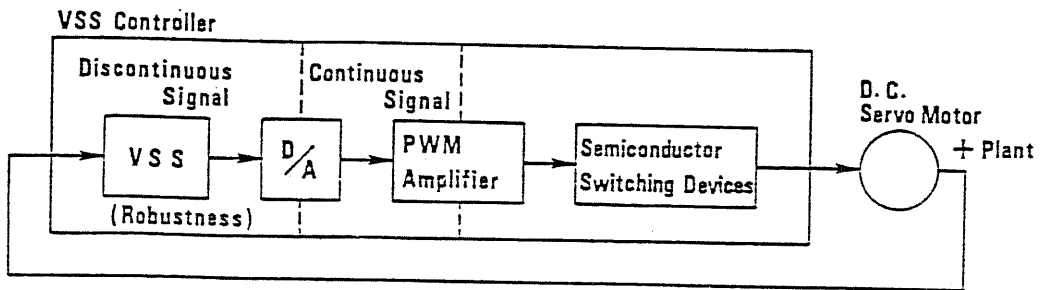 VSS Controller
Discontinuous
Signal
Continuous
Signal
D.C.
Servo Motor
VSS
D/A
PWM
Amplifier
Semiconductor
Switching Devices
+ Plant
(Robustness)